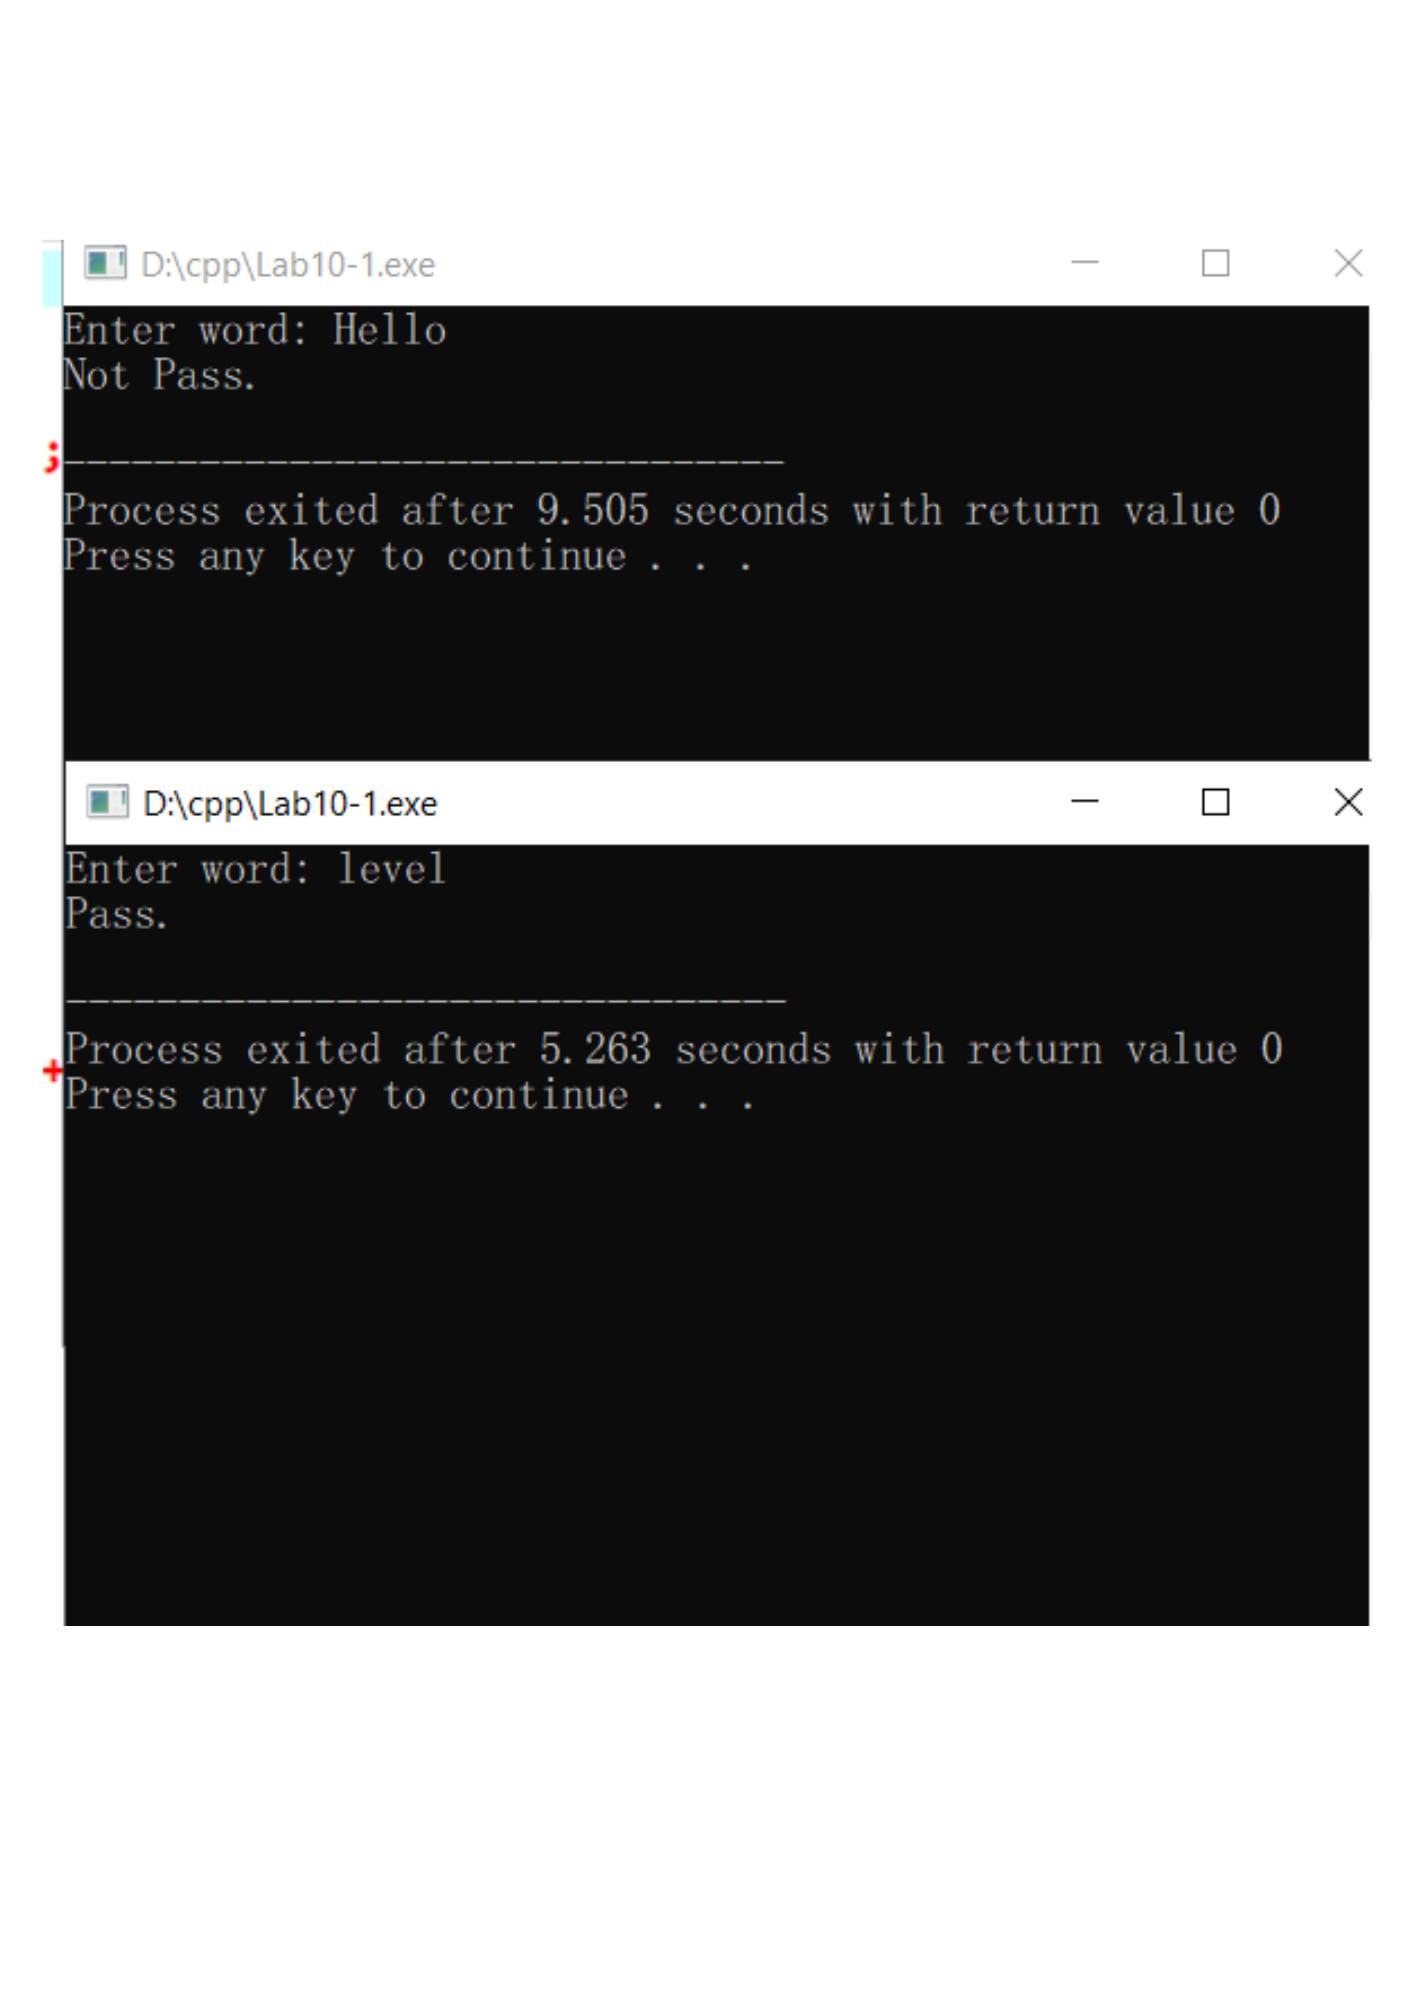 D:\cpp\Lab10-1.exe
Enter word: Hello
Not Pass.
;
--------------------------------
Process exited after 9.505 seconds with return value 0
Press any key to continue . . .
D:\cpp\Lab10-1.exe
Enter word: level
Pass.
--------------------------------
+
Process exited after 5.263 seconds with return value 0
Press any key to continue . . .